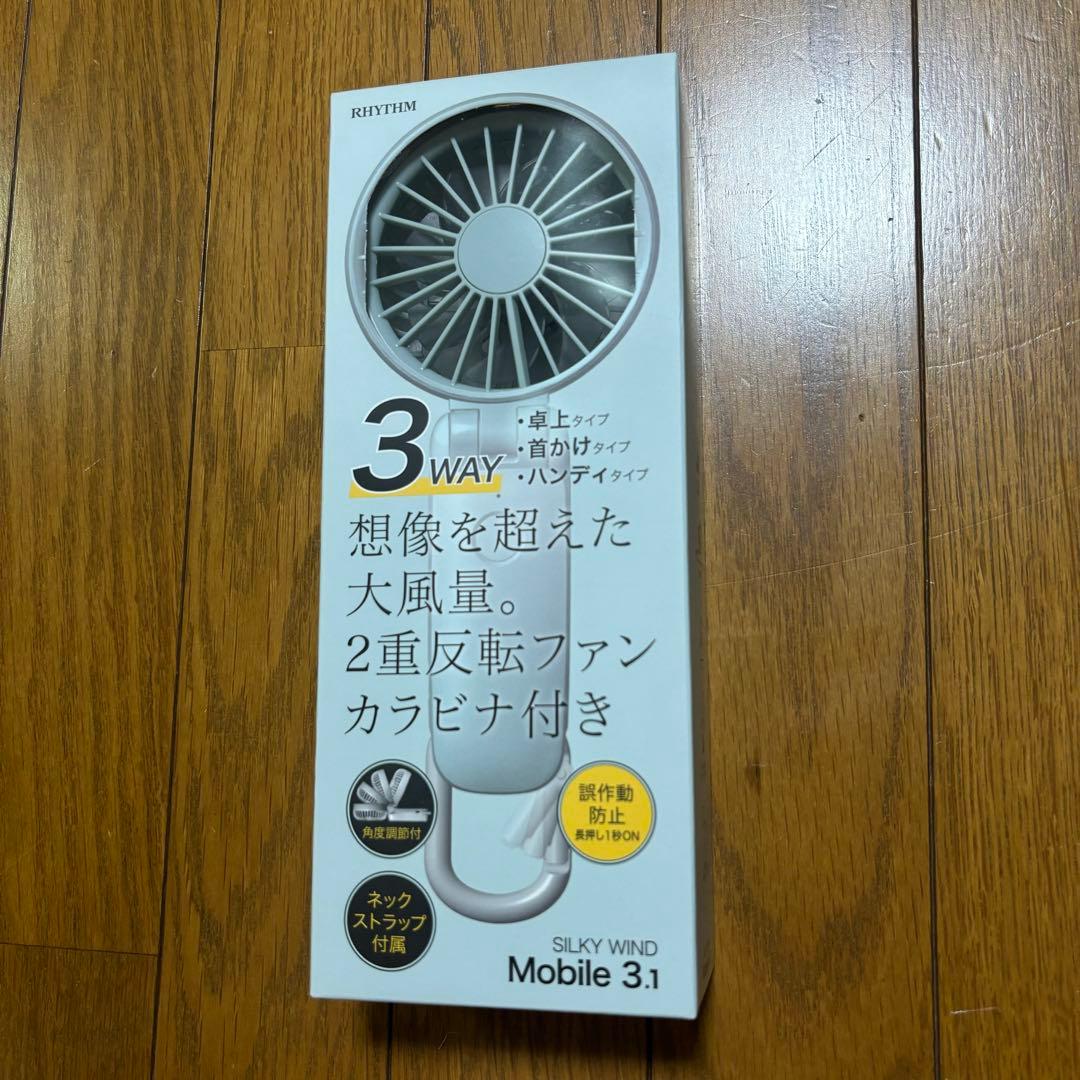 RHYTHM
3WAY
・卓上タイプ
・首かけタイプ
・ハンディタイプ
想像を超えた
大風量。
2重反転ファン
カラビナ付き
角度調節付
誤作動
防止
長押し1秒ON
ネック
ストラップ
付属
SILKY WIND
Mobile 3.1